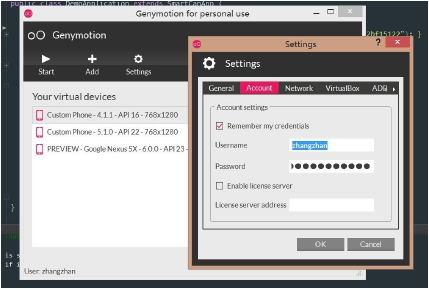 public class DemoApplication extends SmartCapApp {
Genymotion for personal use
Genymotion
Start
Add
Settings
Your virtual devices
Custom Phone - 4.1.1 - API 16 - 768x1280
Custom Phone - 5.1.0 - API 22 - 768x1280
PREVIEW - Google Nexus 5X - 6.0.0 - API 23 -
User: zhangzhan
Settings
?
Settings
General
Account
Network
VirtualBox
ADB
Account settings
Remember my credentials
Username
zhangzhan
Password
Enable license server
License server address
OK
Cancel
}
is s
if i